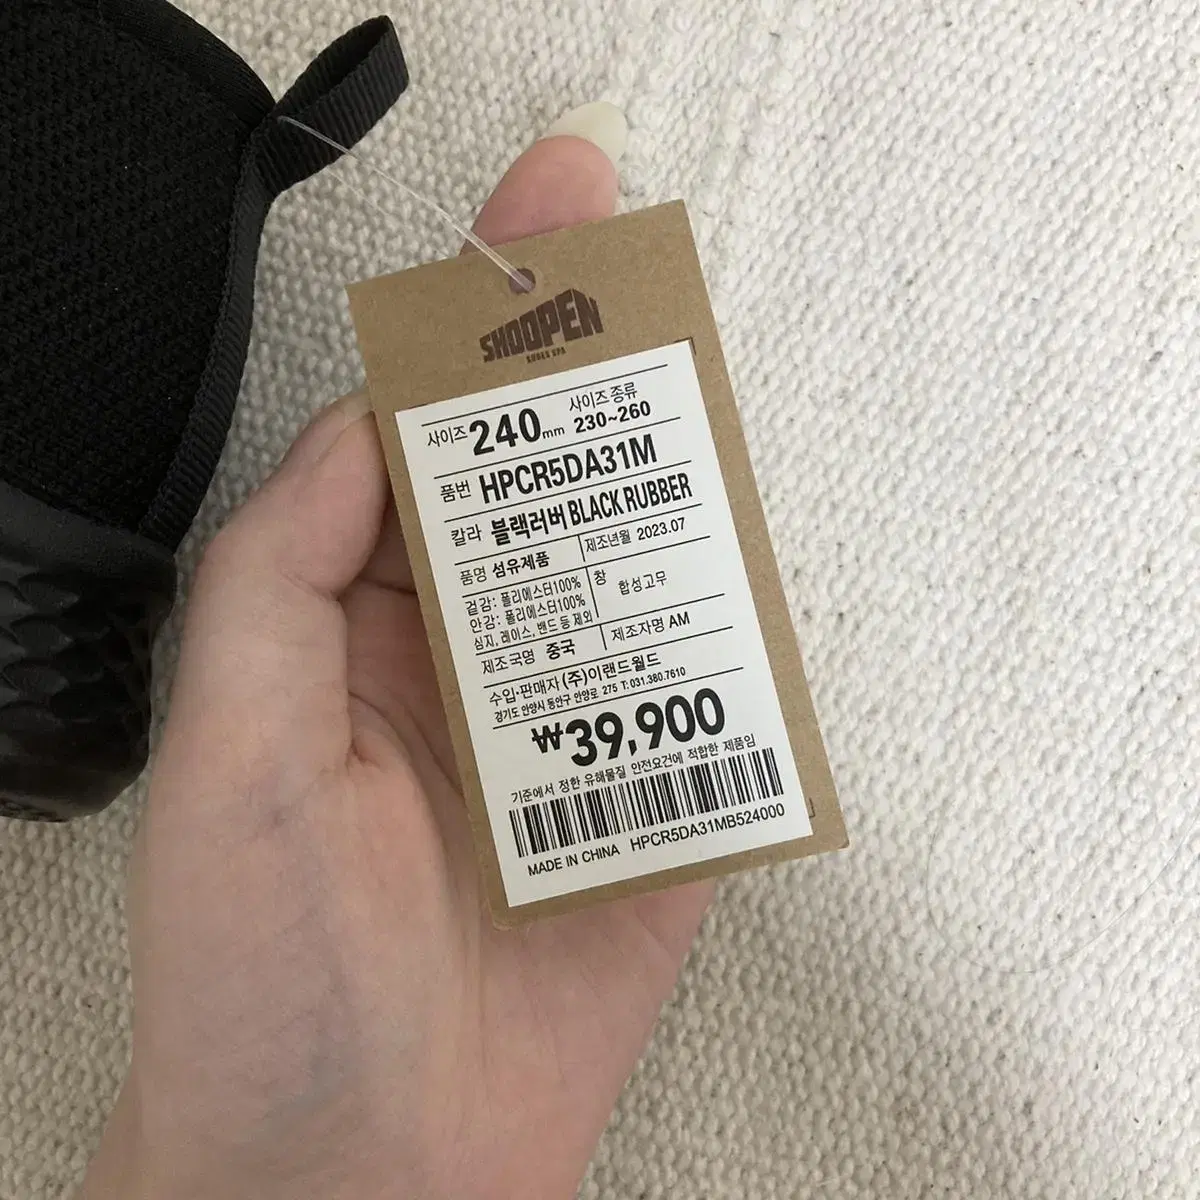 SHOOPEN
SHOES SPA
사이즈 240mm 사이즈 종류 230~260
품번 HPCR5DA31M
칼라 블랙러버 BLACK RUBBER
품명 섬유제품 제조년월 2023.07
겉감: 폴리에스터100% 창 합성고무
안감: 폴리에스터100%
심지, 레이스, 밴드 등 제외
제조국명 중국 제조자명 AM
수입·판매자 (주)이랜드월드
경기도 안양시 동안구 안양로 275 T: 031.380.7610
₩39,900
기준에서 정한 유해물질 안전요건에 적합한 제품임
MADE IN CHINA HPCR5DA31MB524000